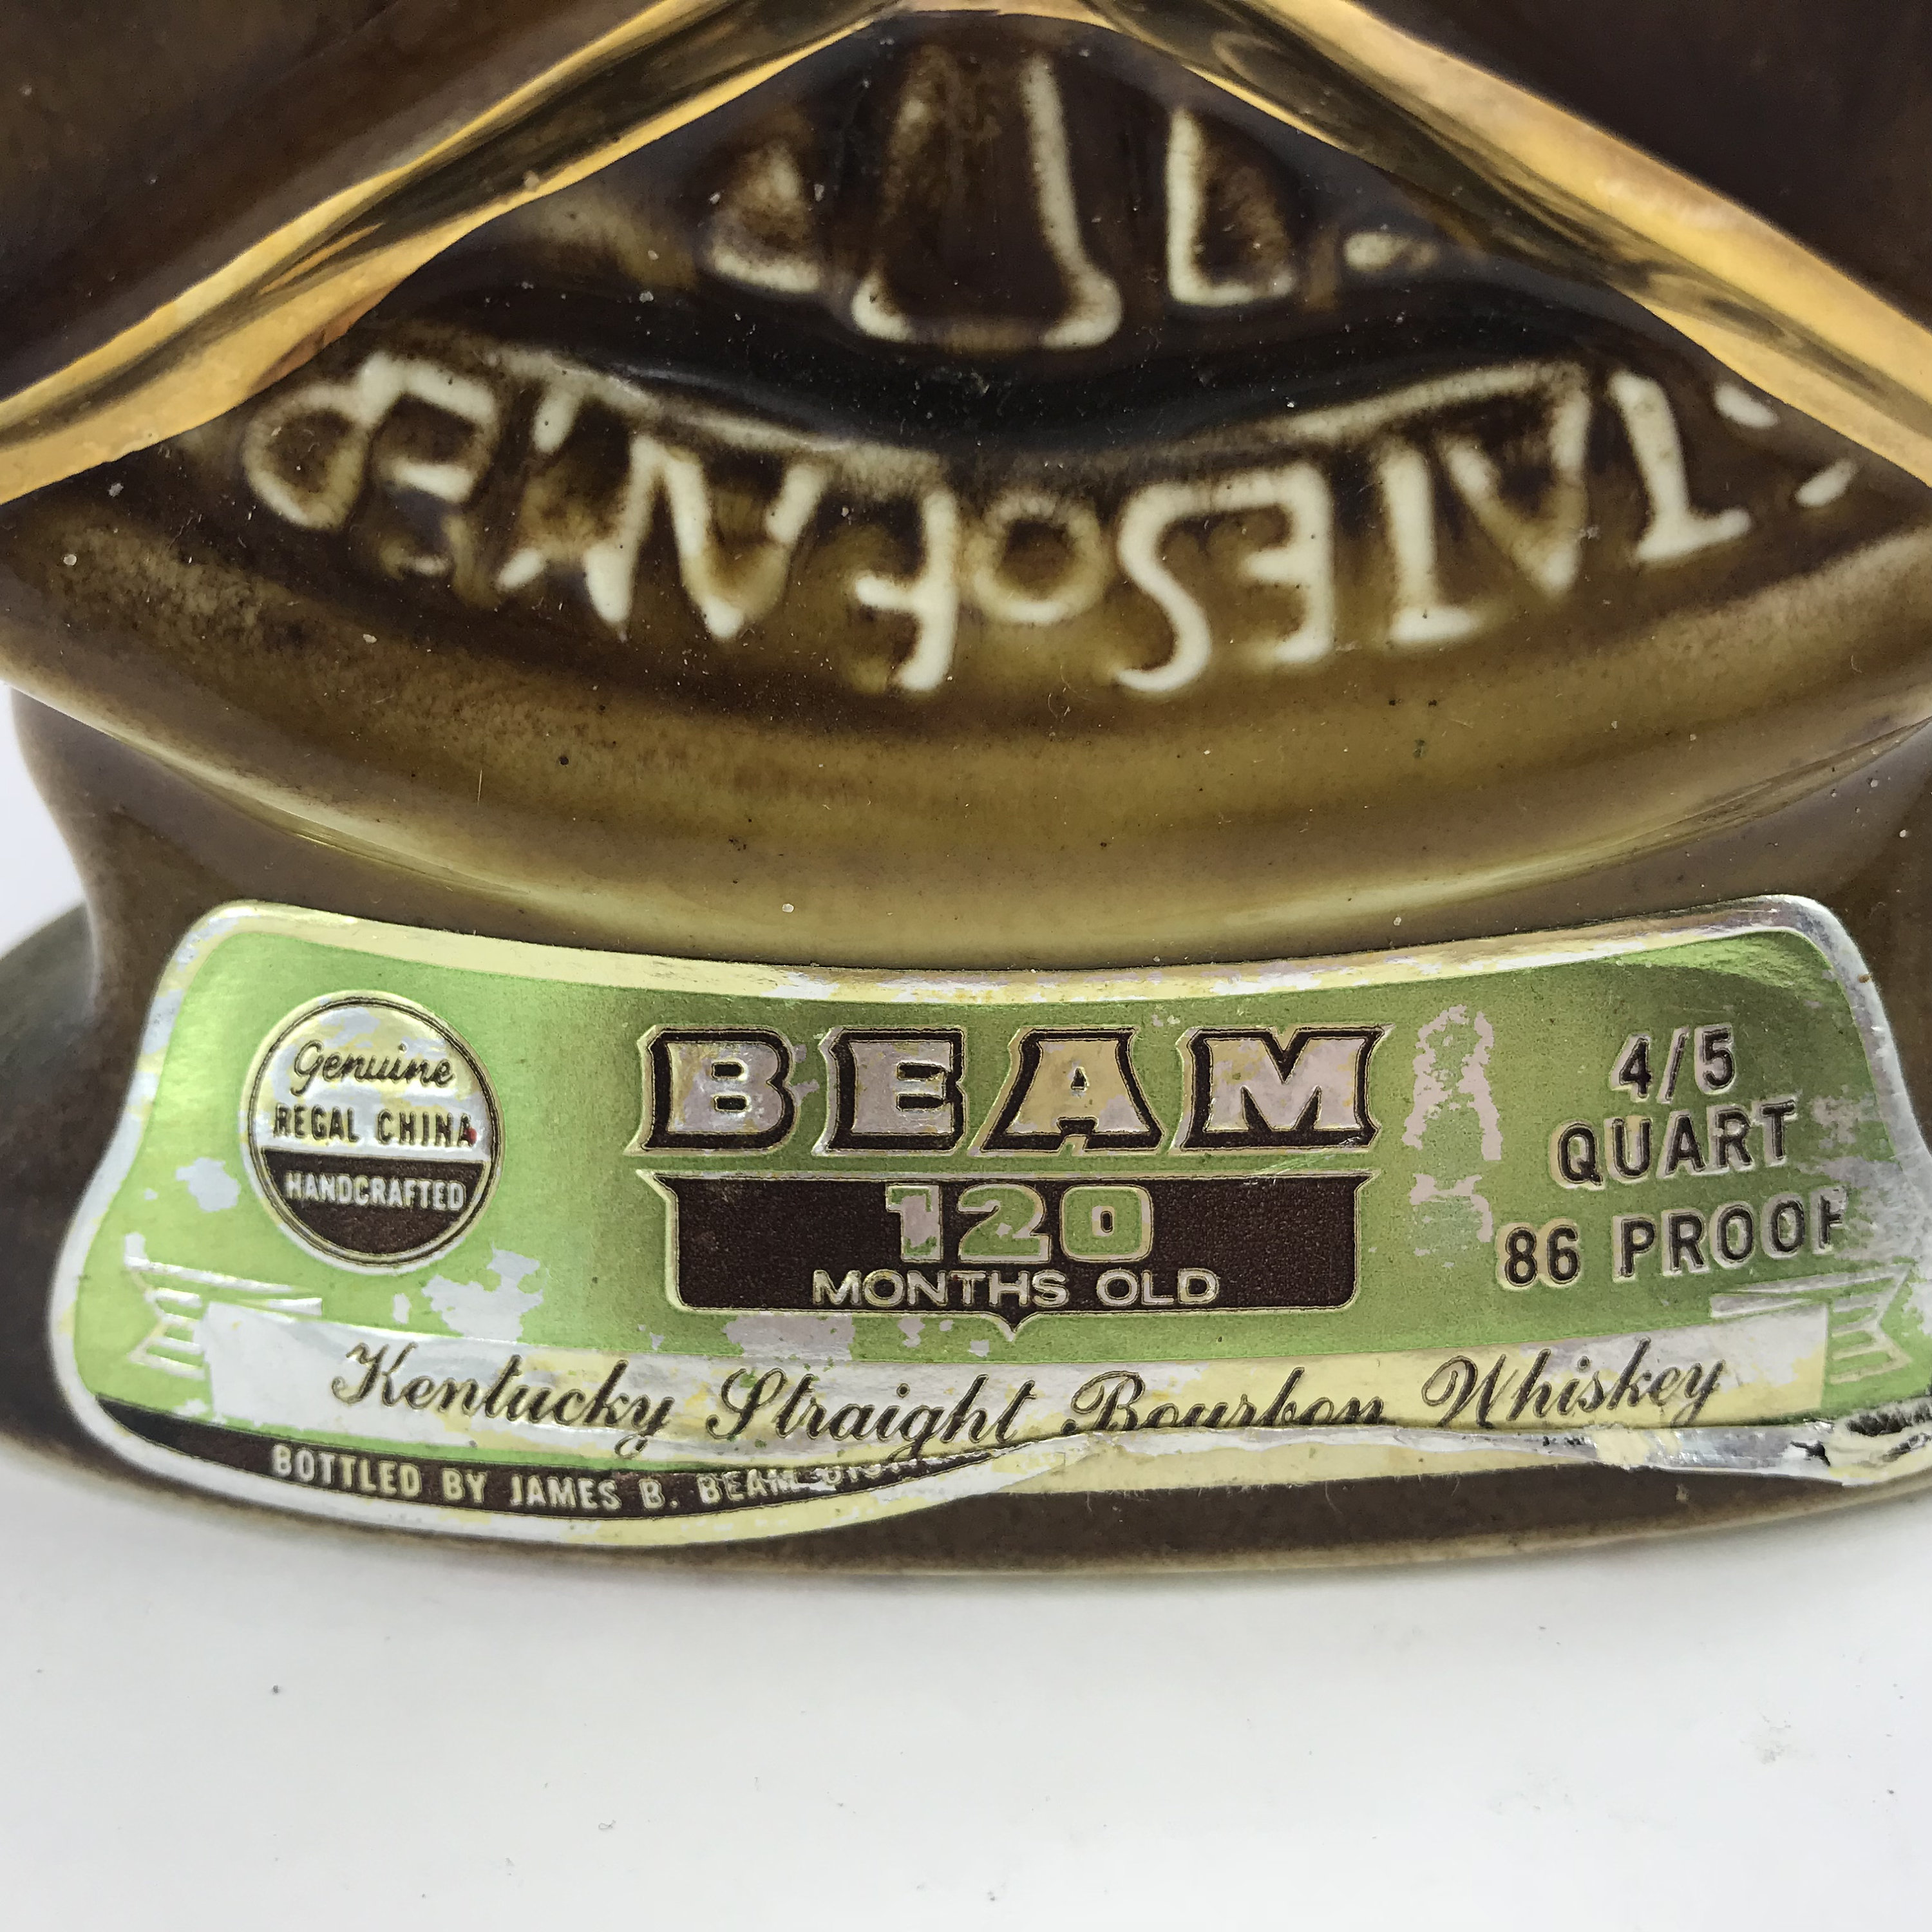 TATES OF AMER
Genuine
REGAL CHINA
HANDCRAFTED
BEAM
120
MONTHS OLD
4/5
QUART
86 PROOF
Kentucky Straight Bourbon Whiskey
BOTTLED BY JAMES B. BEAM